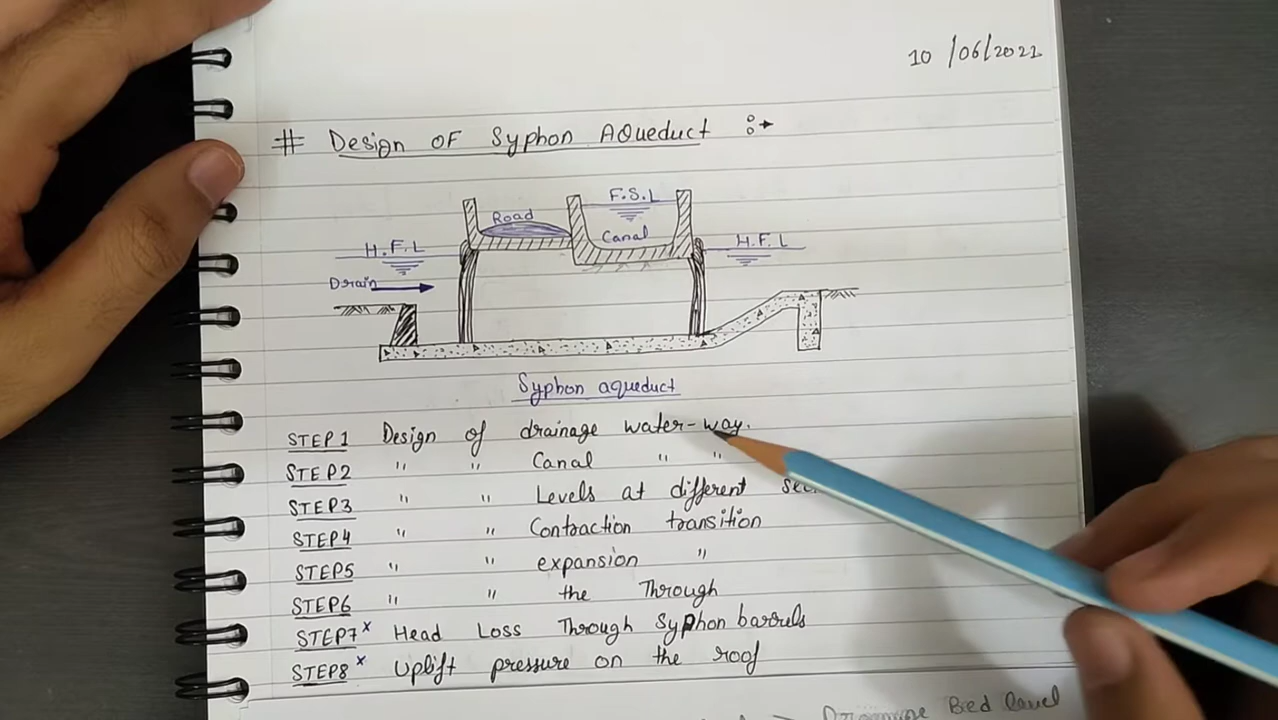 10/06/2021
# Design OF Syphon AQueduct :→
F.S.L
Road
Canal
H.F.L
H.F.L
Drain
Syphon aqueduct
STEP1 Design of drainage water-way.
STEP2 " " Canal " "
STEP3 " " Levels at different
STEP4 " " Contraction transition
STEP5 " " expansion "
STEP6 " " the Through
STEP7x Head Loss Through Syphon barrels
STEP8x Uplift pressure on the roof
Bed level